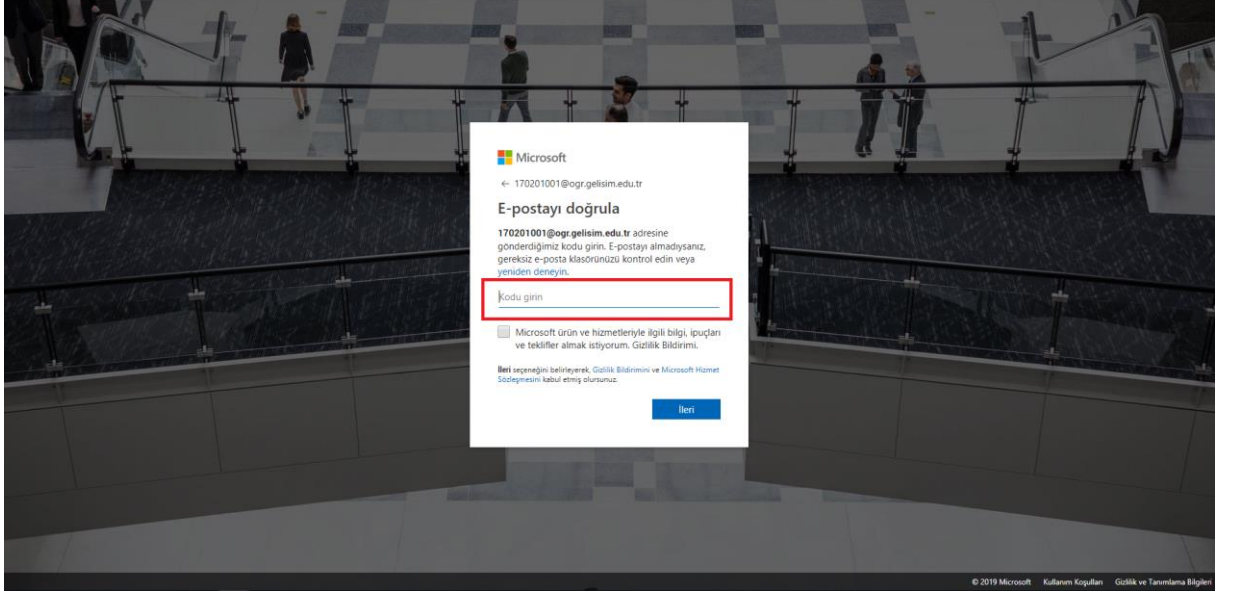 Microsoft
← 170201001@ogr.gelisim.edu.tr
E-postayı doğrula
170201001@ogr.gelisim.edu.tr adresine
gönderdiğimiz kodu girin. E-postayı almadıysanız,
gereksiz e-posta klasörünüzü kontrol edin veya
yeniden deneyin.
Kodu girin
Microsoft ürün ve hizmetleriyle ilgili bilgi, ipuçları
ve teklifler almak istiyorum. Gizlilik Bildirimi.
İleri seçeneğini belirleyerek, Gizlilik Bildirimini ve Microsoft Hizmet
Sözleşmesini kabul etmiş olursunuz.
İleri
© 2019 Microsoft Kullanım Koşulları Gizlilik ve Tanımlama Bilgileri